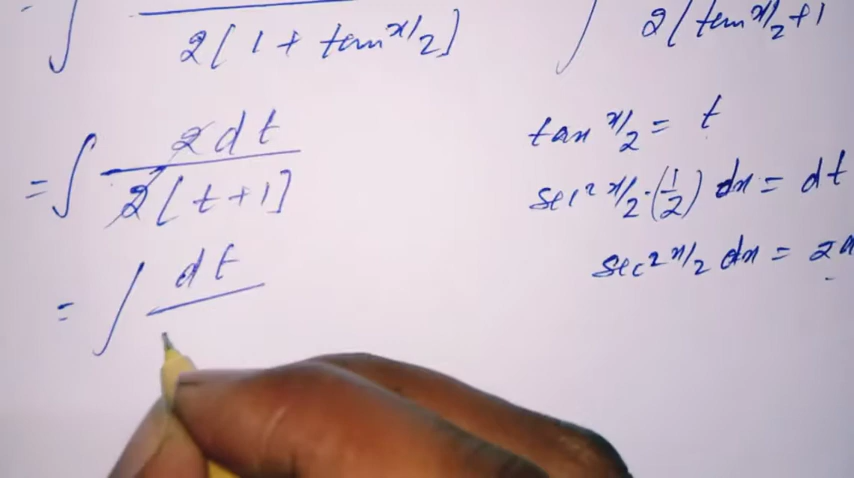 = ∫ 2[1 + tan x/2]
∫ 2(tan x/2 + 1
= ∫ 2dt / 2[t+1]
= ∫ dt
tan x/2 = t
sec² x/2 · (1/2) dx = dt
sec² x/2 dx = 2d